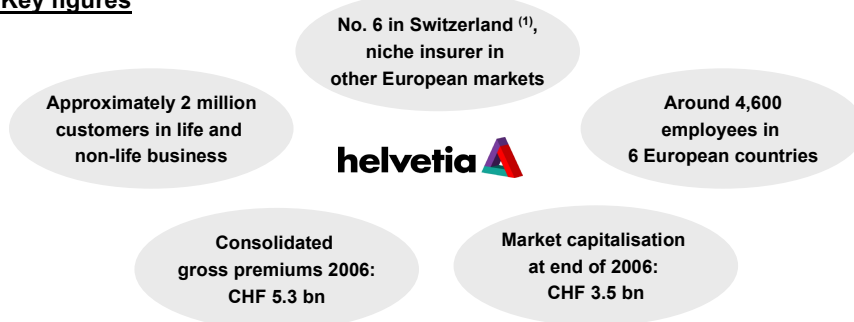 Key figures
No. 6 in Switzerland (1),
niche insurer in
other European markets
Approximately 2 million
customers in life and
non-life business
Around 4,600
employees in
6 European countries
helvetia
Consolidated
gross premiums 2006:
CHF 5.3 bn
Market capitalisation
at end of 2006:
CHF 3.5 bn